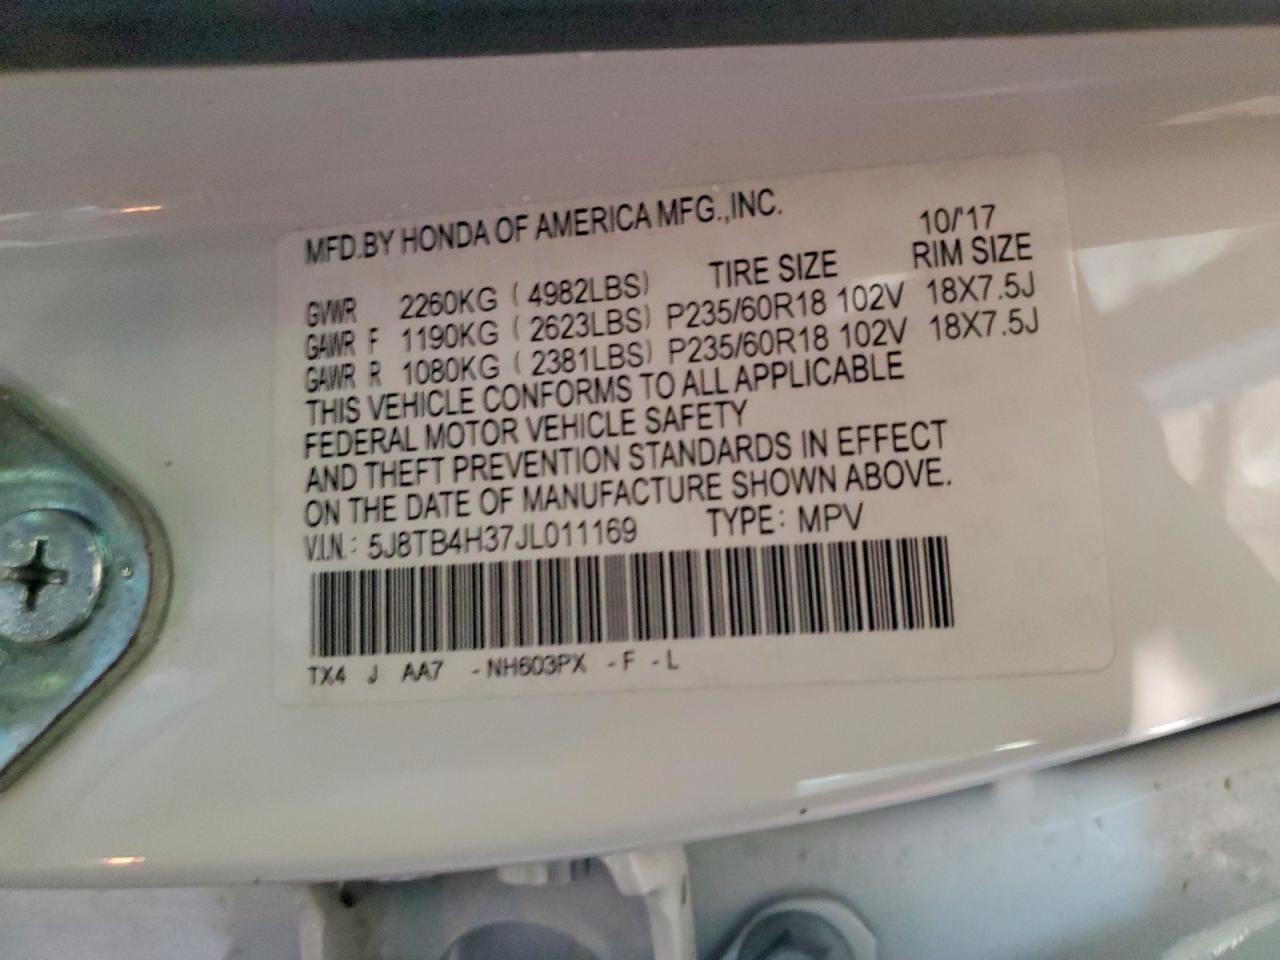 MFD.BY HONDA OF AMERICA MFG.,INC. 10/'17
TIRE SIZE RIM SIZE
GVWR 2260KG ( 4982LBS)
GAWR F 1190KG ( 2623LBS) P235/60R18 102V 18X7.5J
GAWR R 1080KG ( 2381LBS) P235/60R18 102V 18X7.5J
THIS VEHICLE CONFORMS TO ALL APPLICABLE
FEDERAL MOTOR VEHICLE SAFETY
AND THEFT PREVENTION STANDARDS IN EFFECT
ON THE DATE OF MANUFACTURE SHOWN ABOVE.
V.I.N.: 5J8TB4H37JL011169 TYPE: MPV
TX4 J AA7 -NH603PX -F -L